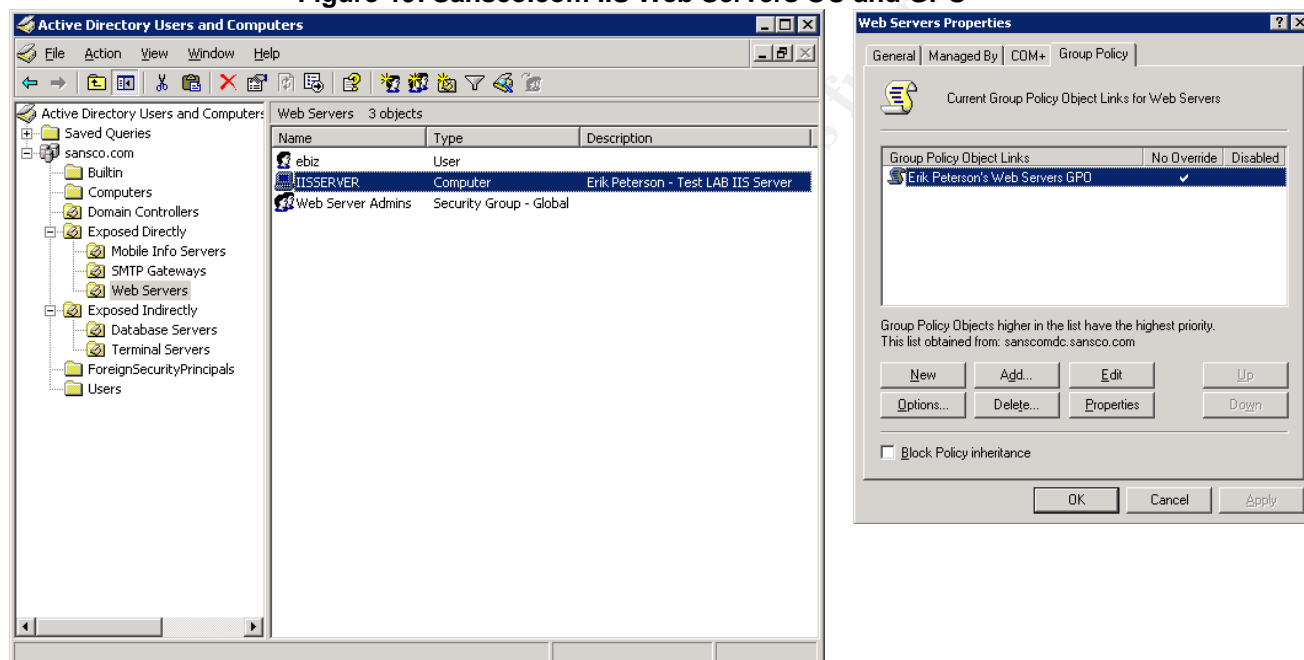 Figure 10: Sansco.com IIS Web Servers OU and GPO
Active Directory Users and Computers
File Action View Window Help
Active Directory Users and Computers
Saved Queries
sansco.com
Builtin
Computers
Domain Controllers
Exposed Directly
Mobile Info Servers
SMTP Gateways
Web Servers
Exposed Indirectly
Database Servers
Terminal Servers
ForeignSecurityPrincipals
Users
Web Servers 3 objects
Name Type Description
ebiz User
IISSERVER Computer Erik Peterson - Test LAB IIS Server
Web Server Admins Security Group - Global
Web Servers Properties
General Managed By COM+ Group Policy
Current Group Policy Object Links for Web Servers
Group Policy Object Links No Override Disabled
Erik Peterson's Web Servers GPO
Group Policy Objects higher in the list have the highest priority.
This list obtained from: sanscomdc.sansco.com
New Add... Edit Up
Options... Delete... Properties Down
Block Policy inheritance
OK Cancel Apply